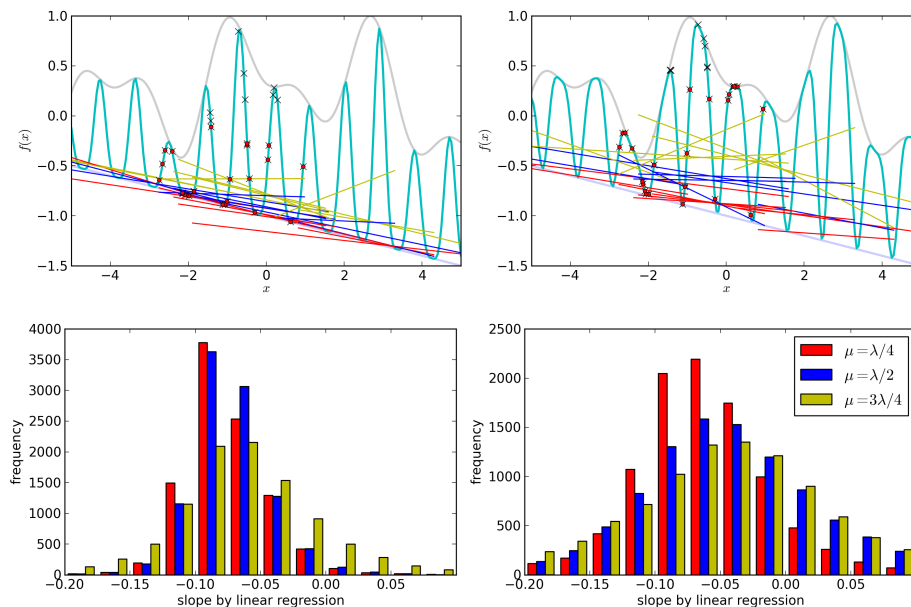 1.0
0.5
0.0
−0.5
−1.0
−1.5
f(x)
−4 −2 0 2 4
x
1.0
0.5
0.0
−0.5
−1.0
−1.5
f(x)
−4 −2 0 2 4
x
4000
3500
3000
2500
2000
1500
1000
500
0
frequency
−0.20 −0.15 −0.10 −0.05 0.00 0.05
slope by linear regression
2500
2000
1500
1000
500
0
frequency
−0.20 −0.15 −0.10 −0.05 0.00 0.05
slope by linear regression
μ=λ/4
μ=λ/2
μ=3λ/4